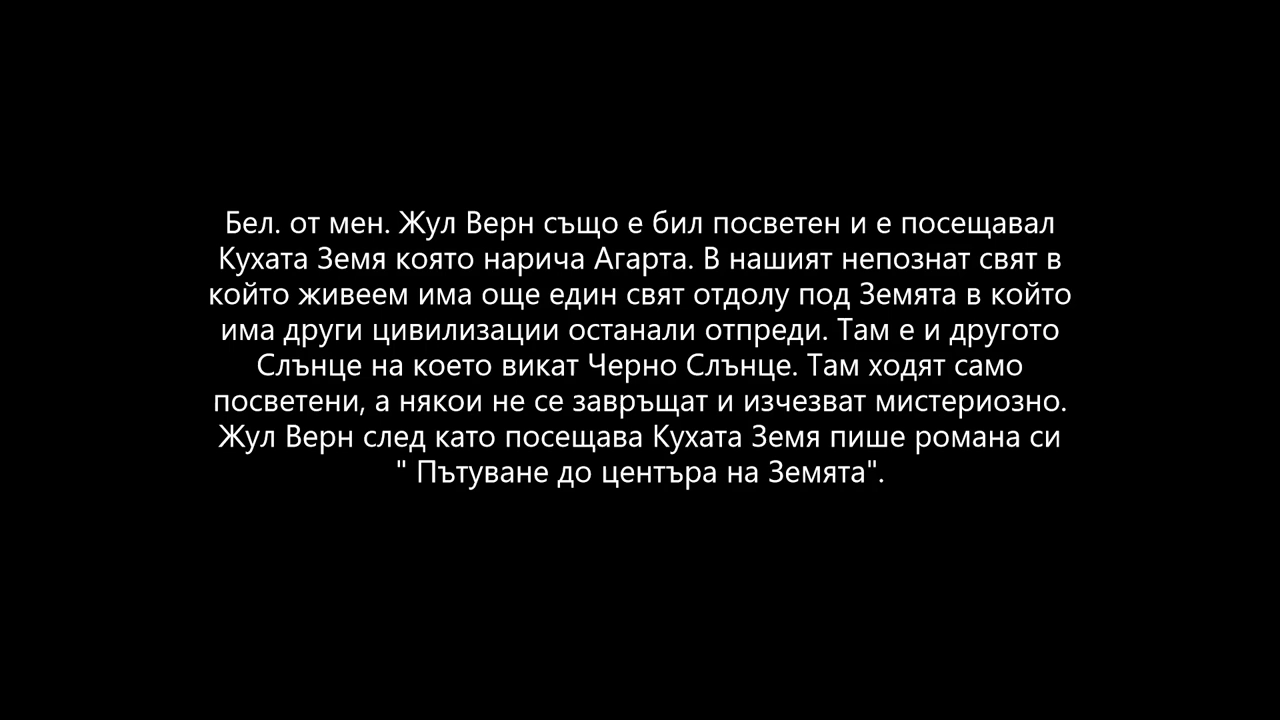 Бел. от мен. Жул Верн също е бил посветен и е посещавал
Кухата Земя която нарича Агарта. В нашият непознат свят в
който живеем има още един свят отдолу под Земята в който
има други цивилизации останали отпреди. Там е и другото
Слънце на което викат Черно Слънце. Там ходят само
посветени, а някои не се завръщат и изчезват мистериозно.
Жул Верн след като посещава Кухата Земя пише романа си
" Пътуване до центъра на Земята".